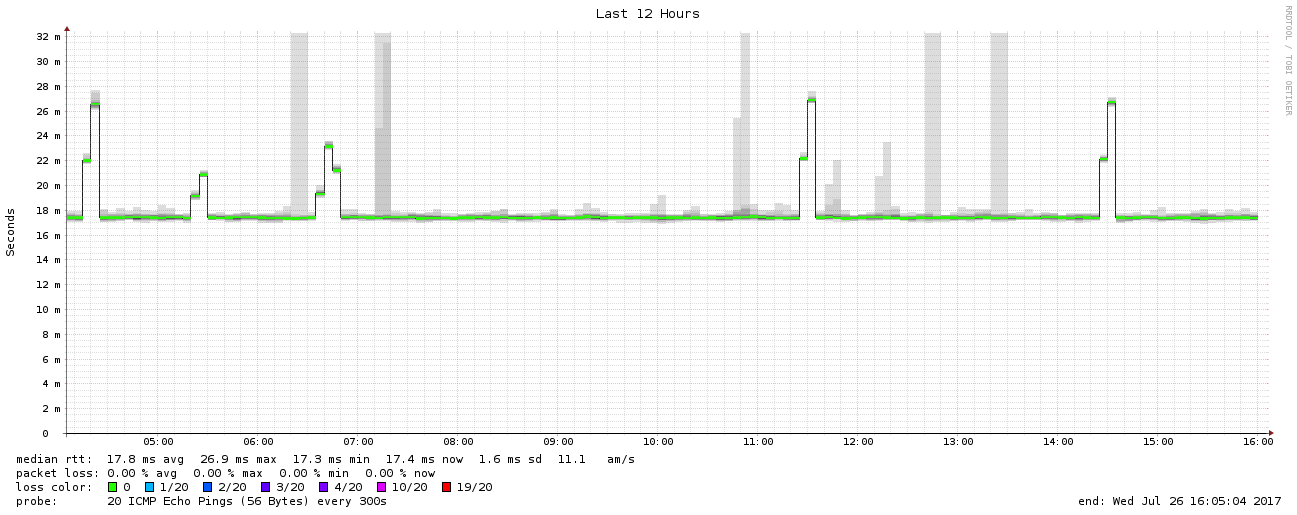 Last 12 Hours
RRDTOOL / TOBI OETIKER
Seconds
32 m
30 m
28 m
26 m
24 m
22 m
20 m
18 m
16 m
14 m
12 m
10 m
8 m
6 m
4 m
2 m
0
05:00 06:00 07:00 08:00 09:00 10:00 11:00 12:00 13:00 14:00 15:00 16:00
median rtt: 17.8 ms avg 26.9 ms max 17.3 ms min 17.4 ms now 1.6 ms sd 11.1 am/s
packet loss: 0.00 % avg 0.00 % max 0.00 % min 0.00 % now
loss color: 0 1/20 2/20 3/20 4/20 10/20 19/20
probe: 20 ICMP Echo Pings (56 Bytes) every 300s end: Wed Jul 26 16:05:04 2017